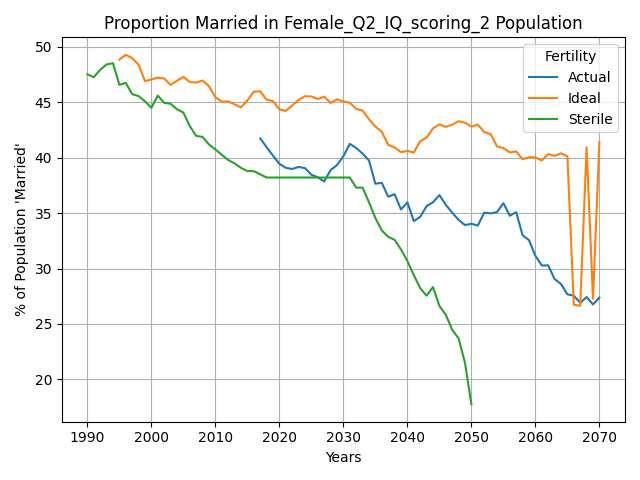 Proportion Married in Female_Q2_IQ_scoring_2 Population
% of Population 'Married'
50
45
40
35
30
25
20
Fertility
Actual
Ideal
Sterile
1990 2000 2010 2020 2030 2040 2050 2060 2070
Years